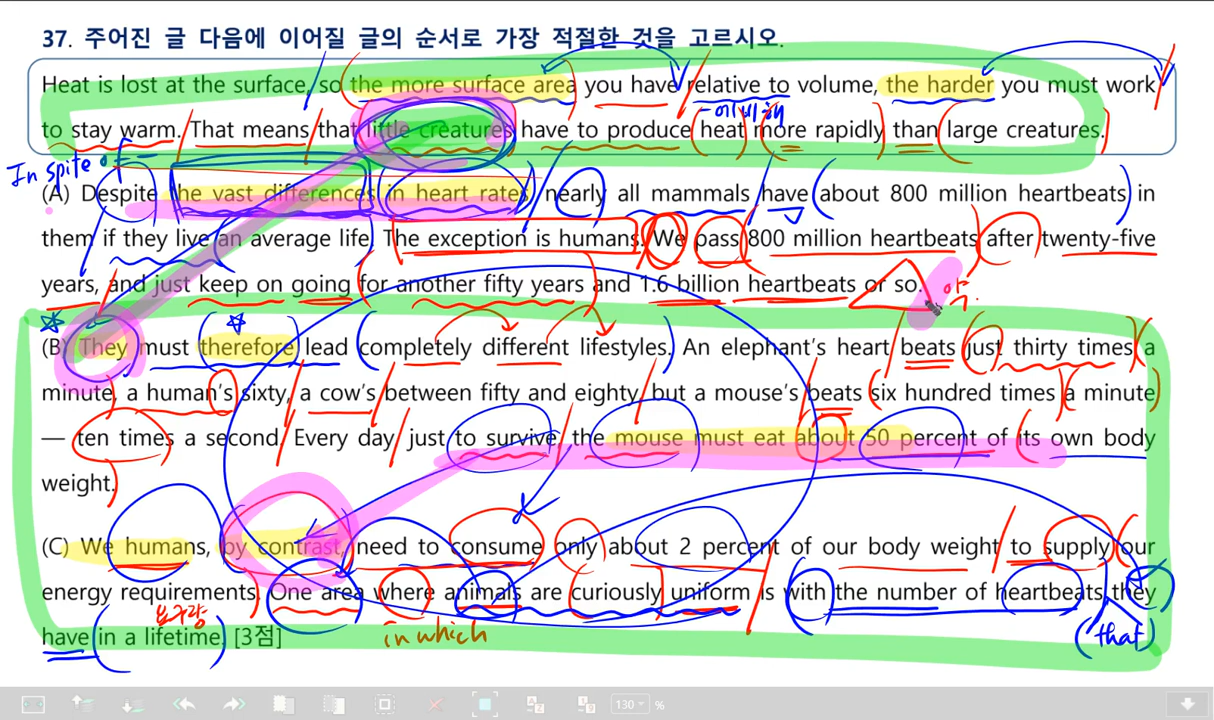 37. 주어진 글 다음에 이어질 글의 순서로 가장 적절한 것을 고르시오.
Heat is lost at the surface, so the more surface area you have relative to volume, the harder you must work
-에 비해
to stay warm. That means that little creatures have to produce heat more rapidly than large creatures.
In spite of
(A) Despite the vast differences in heart rates, nearly all mammals have about 800 million heartbeats in
them if they live an average life. The exception is humans. We pass 800 million heartbeats after twenty-five
years, and just keep on going for another fifty years and 1.6 billion heartbeats or so.
(B) They must therefore lead completely different lifestyles. An elephant's heart beats just thirty times a
minute, a human's sixty, a cow's between fifty and eighty, but a mouse's beats six hundred times a minute
— ten times a second. Every day, just to survive, the mouse must eat about 50 percent of its own body
weight.
(C) We humans, by contrast, need to consume only about 2 percent of our body weight to supply our
energy requirements. One area where animals are curiously uniform is with the number of heartbeats they
요구량
have in a lifetime. [3점]
in which
(that)
130 %